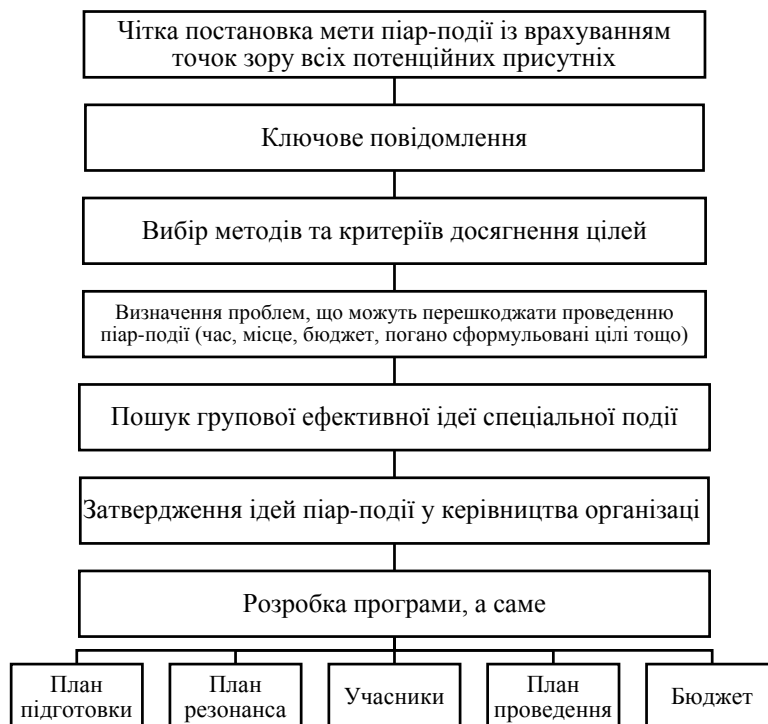 Чітка постановка мети піар-події із врахуванням
точок зору всіх потенційних присутніх
Ключове повідомлення
Вибір методів та критеріїв досягнення цілей
Визначення проблем, що можуть перешкоджати проведенню
піар-події (час, місце, бюджет, погано сформульовані цілі тощо)
Пошук групової ефективної ідеї спеціальної події
Затвердження ідей піар-події у керівництва організаці
Розробка програми, а саме
План
підготовки
План
резонанса
Учасники
План
проведення
Бюджет